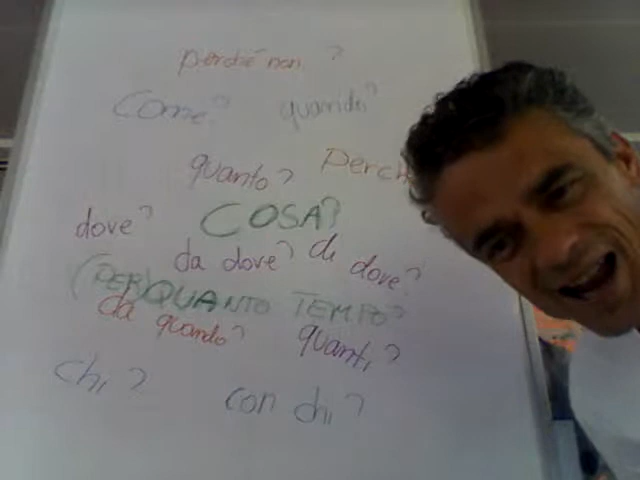 perché non ?
Come? quando?
quanto? Perch
dove? COSA?
da dove? di dove?
(PER)QUANTO TEMPO?
da quando? quanti?
chi? con chi?